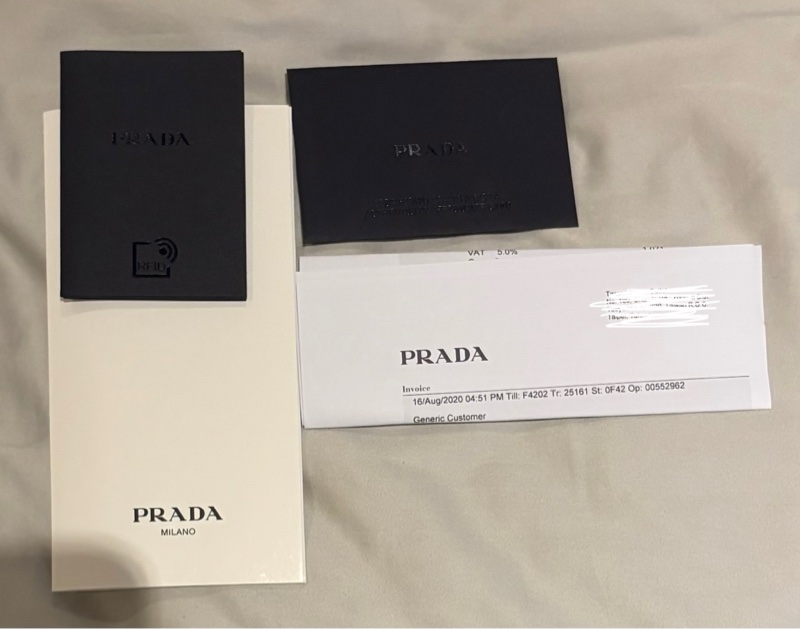 PRADA
RFID
PRADA
VAT 5.0%
PRADA
Invoice
16/Aug/2020 04:51 PM Till: F4202 Tr: 25161 St: 0F42 Op: 00552962
Generic Customer
PRADA
MILANO